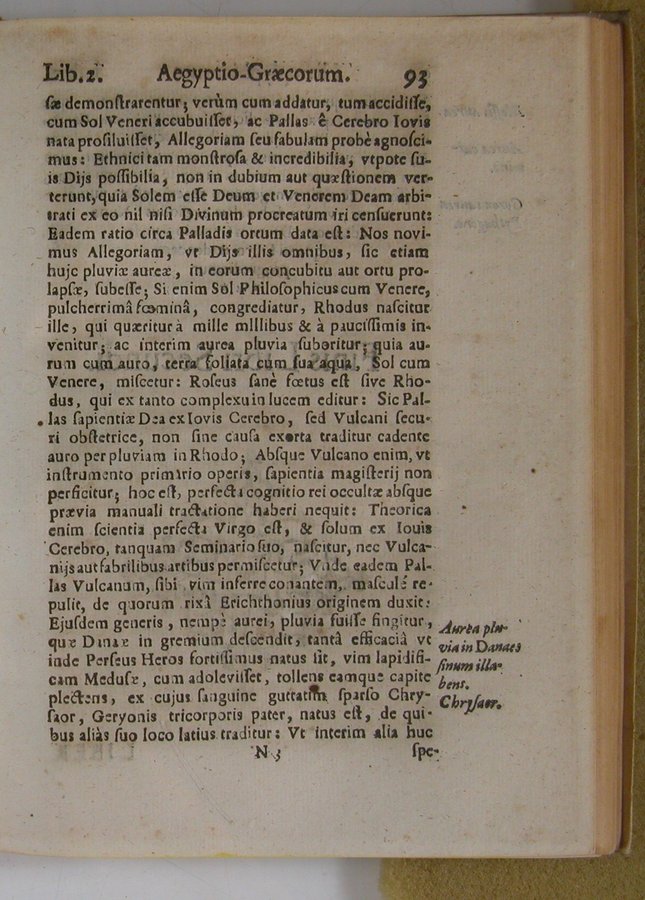 Lib.2. Aegyptio-Græcorum. 93
ſæ demonſtrarentur; verùm cum addatur, tum accidiſſe,
cum Sol Veneri accubuiſſet, ac Pallas è Cerebro Iovis
nata proſiluiſſet, Allegoriam ſeu fabulam probè agnoſci-
mus: Ethnici tam monſtroſa & incredibilia, vtpote ſu-
is Dijs poſſibilia, non in dubium aut quæſtionem ver-
terunt, quia Solem eſſe Deum et Venerem Deam arbi-
trati ex eo nil niſi Divinum procreatum iri cenſuerunt:
Eadem ratio circa Palladis ortum data eſt: Nos novi-
mus Allegoriam, vt Dijs illis omnibus, ſic etiam
huic pluviæ aureæ, in eorum concubitu aut ortu pro-
lapſæ, ſubeſſe; Si enim Sol Philoſophicus cum Venere,
pulcherrimâ fœminâ, congrediatur, Rhodus naſcitur
ille, qui quæritur à mille millibus & à pauciſſimis in-
venitur; ac interim aurea pluvia ſuboritur; quia au-
rum cum auro, terra foliata cum ſua aqua, Sol cum
Venere, miſcetur: Roſeus ſanè fœtus eſt ſive Rho-
dus, qui ex tanto complexu in lucem editur: Sic Pal-
las ſapientiæ Dea ex Iovis Cerebro, ſed Vulcani ſecu-
ri obſtetrice, non ſine cauſa exorta traditur cadente
auro per pluviam in Rhodo; Abſque Vulcano enim, vt
inſtrumento primario operis, ſapientia magiſterij non
perficitur; hoc eſt, perfecta cognitio rei occultæ abſque
prævia manuali tractatione haberi nequit: Theorica
enim ſcientia perfecta Virgo eſt, & ſolum ex Iouis
Cerebro, tanquam Seminario ſuo, naſcitur, nec Vulca-
nijs aut fabrilibus artibus permiſcetur; Vnde eadem Pal-
las Vulcanum, ſibi vim inferre conantem, maſculé re-
pulit, de quorum rixâ Erichthonius originem duxit:
Ejuſdem generis, nempè aurei, pluvia fuiſſe fingitur,
quæ Danaæ in gremium deſcendit, tantâ efficaciâ vt
inde Perſeus Heros fortiſſimus natus ſit, vim lapidifi-
cam Meduſæ, cum adoleviſſet, tollens eamque capite
plectens, ex cujus ſanguine guttatim ſparſo Chry-
ſaor, Geryonis tricorporis pater, natus eſt, de qui-
bus aliàs ſuo loco latius traditur: Vt interim alia huc
N 3 ſpe-
Aurea plu-
via in Danaes
ſinum illa-
bens.
Chryſaor.